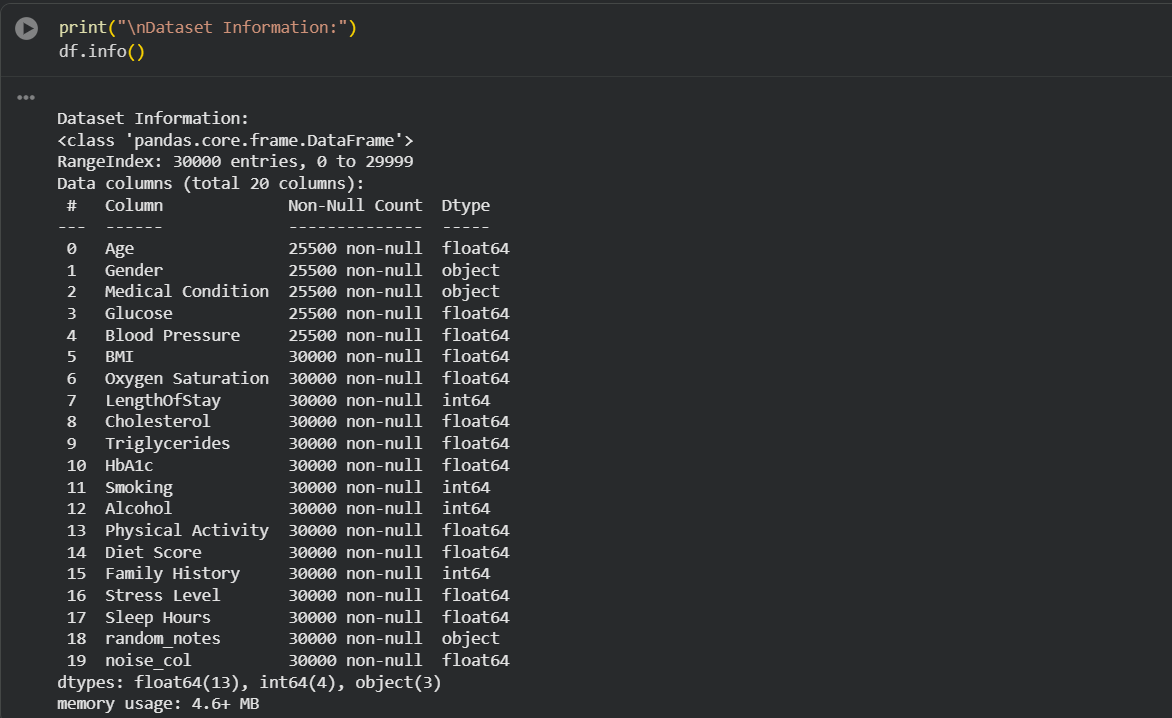 print("\nDataset Information:")
df.info()
Dataset Information:
<class 'pandas.core.frame.DataFrame'>
RangeIndex: 30000 entries, 0 to 29999
Data columns (total 20 columns):
 #   Column             Non-Null Count  Dtype
---  ------             --------------  -----
 0   Age                25500 non-null  float64
 1   Gender             25500 non-null  object
 2   Medical Condition  25500 non-null  object
 3   Glucose            25500 non-null  float64
 4   Blood Pressure     25500 non-null  float64
 5   BMI                30000 non-null  float64
 6   Oxygen Saturation  30000 non-null  float64
 7   LengthOfStay       30000 non-null  int64
 8   Cholesterol        30000 non-null  float64
 9   Triglycerides      30000 non-null  float64
 10  HbA1c              30000 non-null  float64
 11  Smoking            30000 non-null  int64
 12  Alcohol            30000 non-null  int64
 13  Physical Activity  30000 non-null  float64
 14  Diet Score         30000 non-null  float64
 15  Family History     30000 non-null  int64
 16  Stress Level       30000 non-null  float64
 17  Sleep Hours        30000 non-null  float64
 18  random_notes       30000 non-null  object
 19  noise_col          30000 non-null  float64
dtypes: float64(13), int64(4), object(3)
memory usage: 4.6+ MB